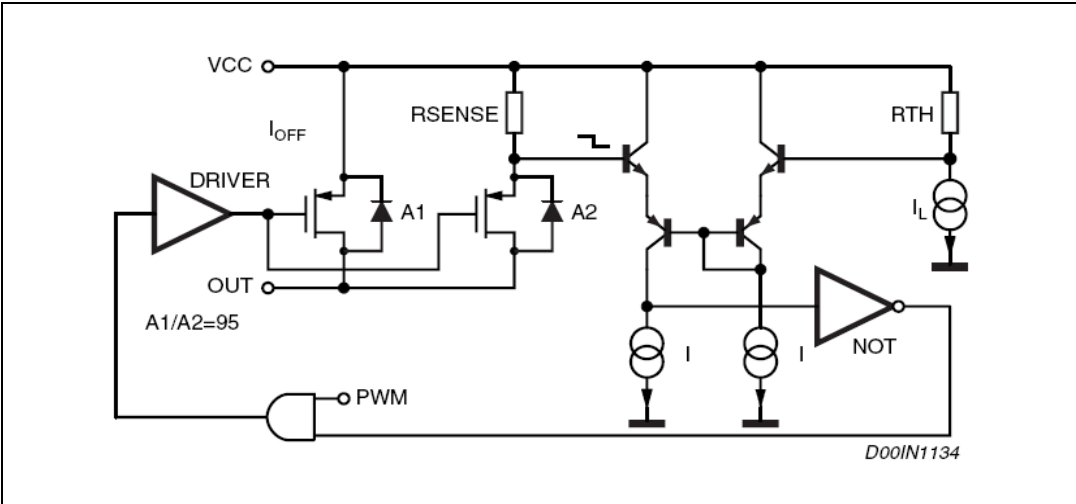 VCC
RSENSE
RTH
IOFF
DRIVER
A1
A2
IL
OUT
A1/A2=95
I
I
NOT
PWM
D00IN1134